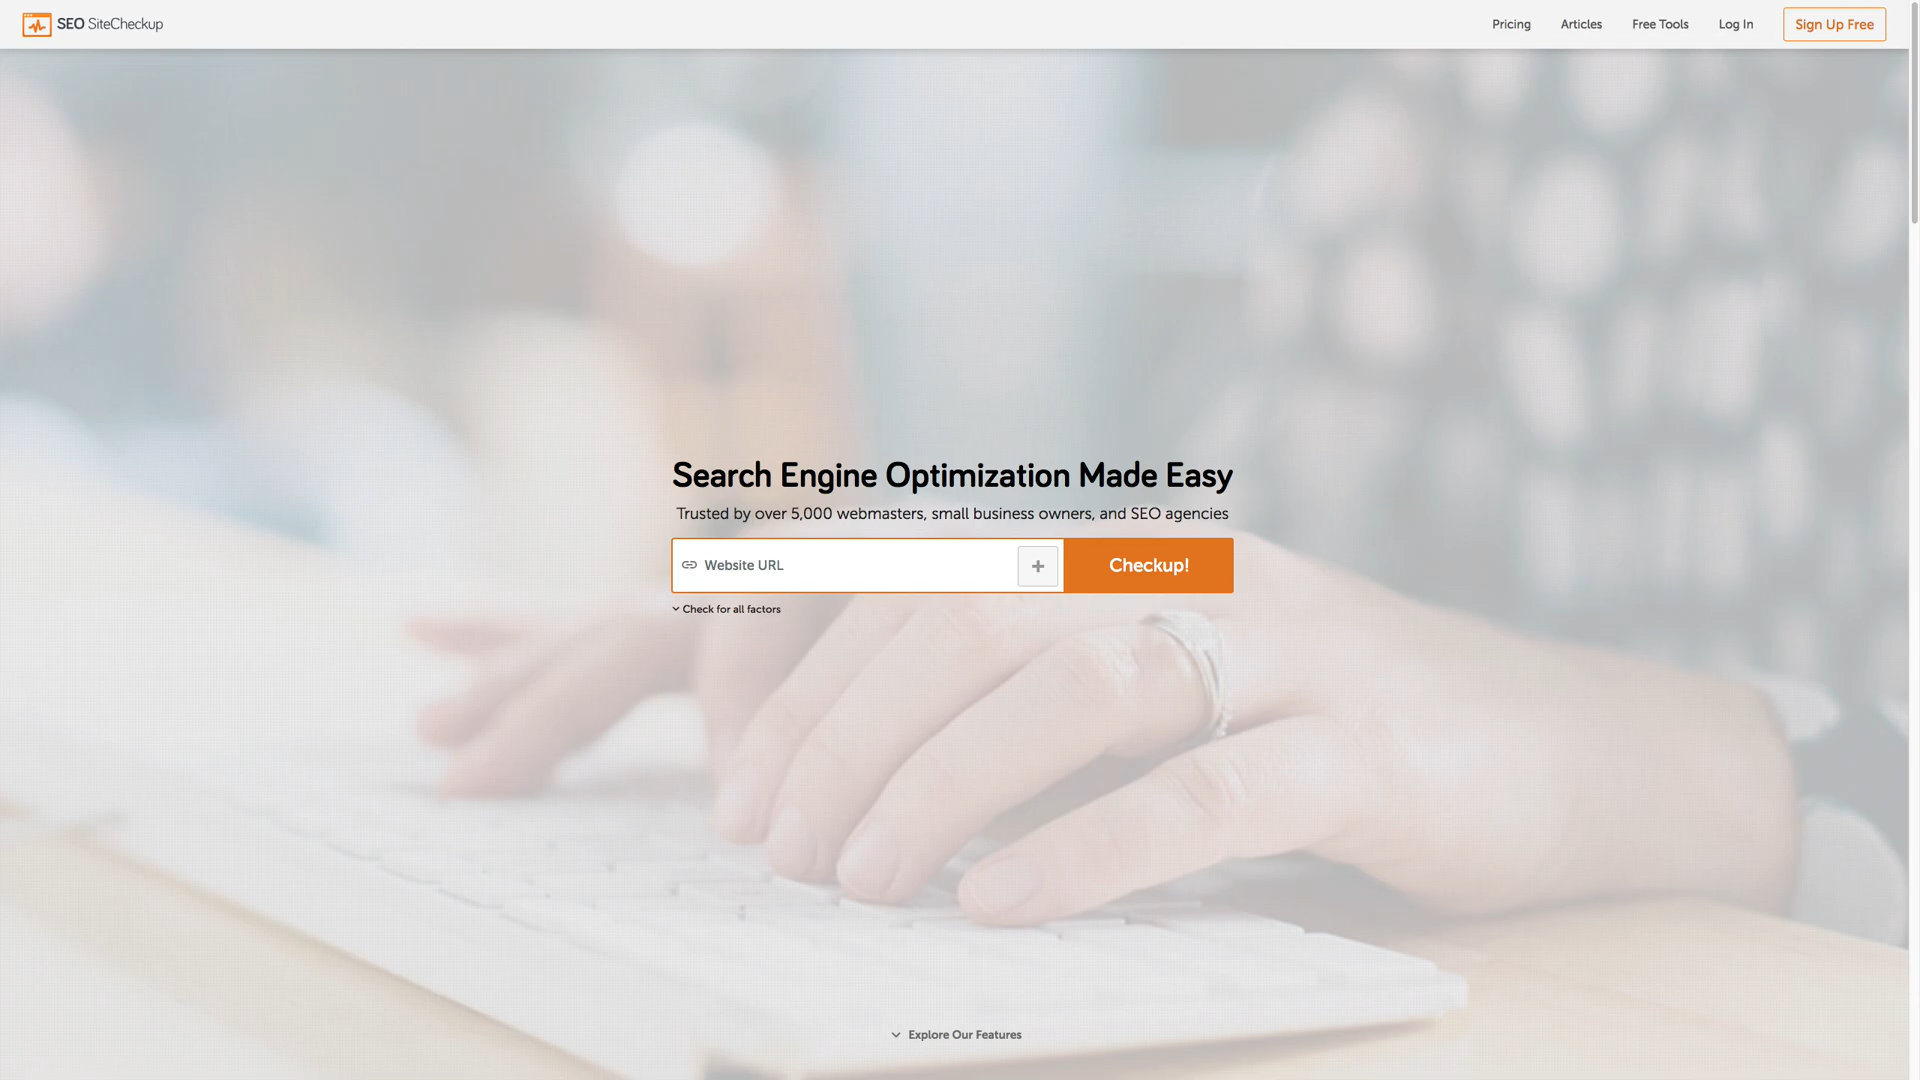 SEO SiteCheckup
Pricing
Articles
Free Tools
Log In
Sign Up Free
Search Engine Optimization Made Easy
Trusted by over 5,000 webmasters, small business owners, and SEO agencies
Website URL
+
Checkup!
Check for all factors
Explore Our Features